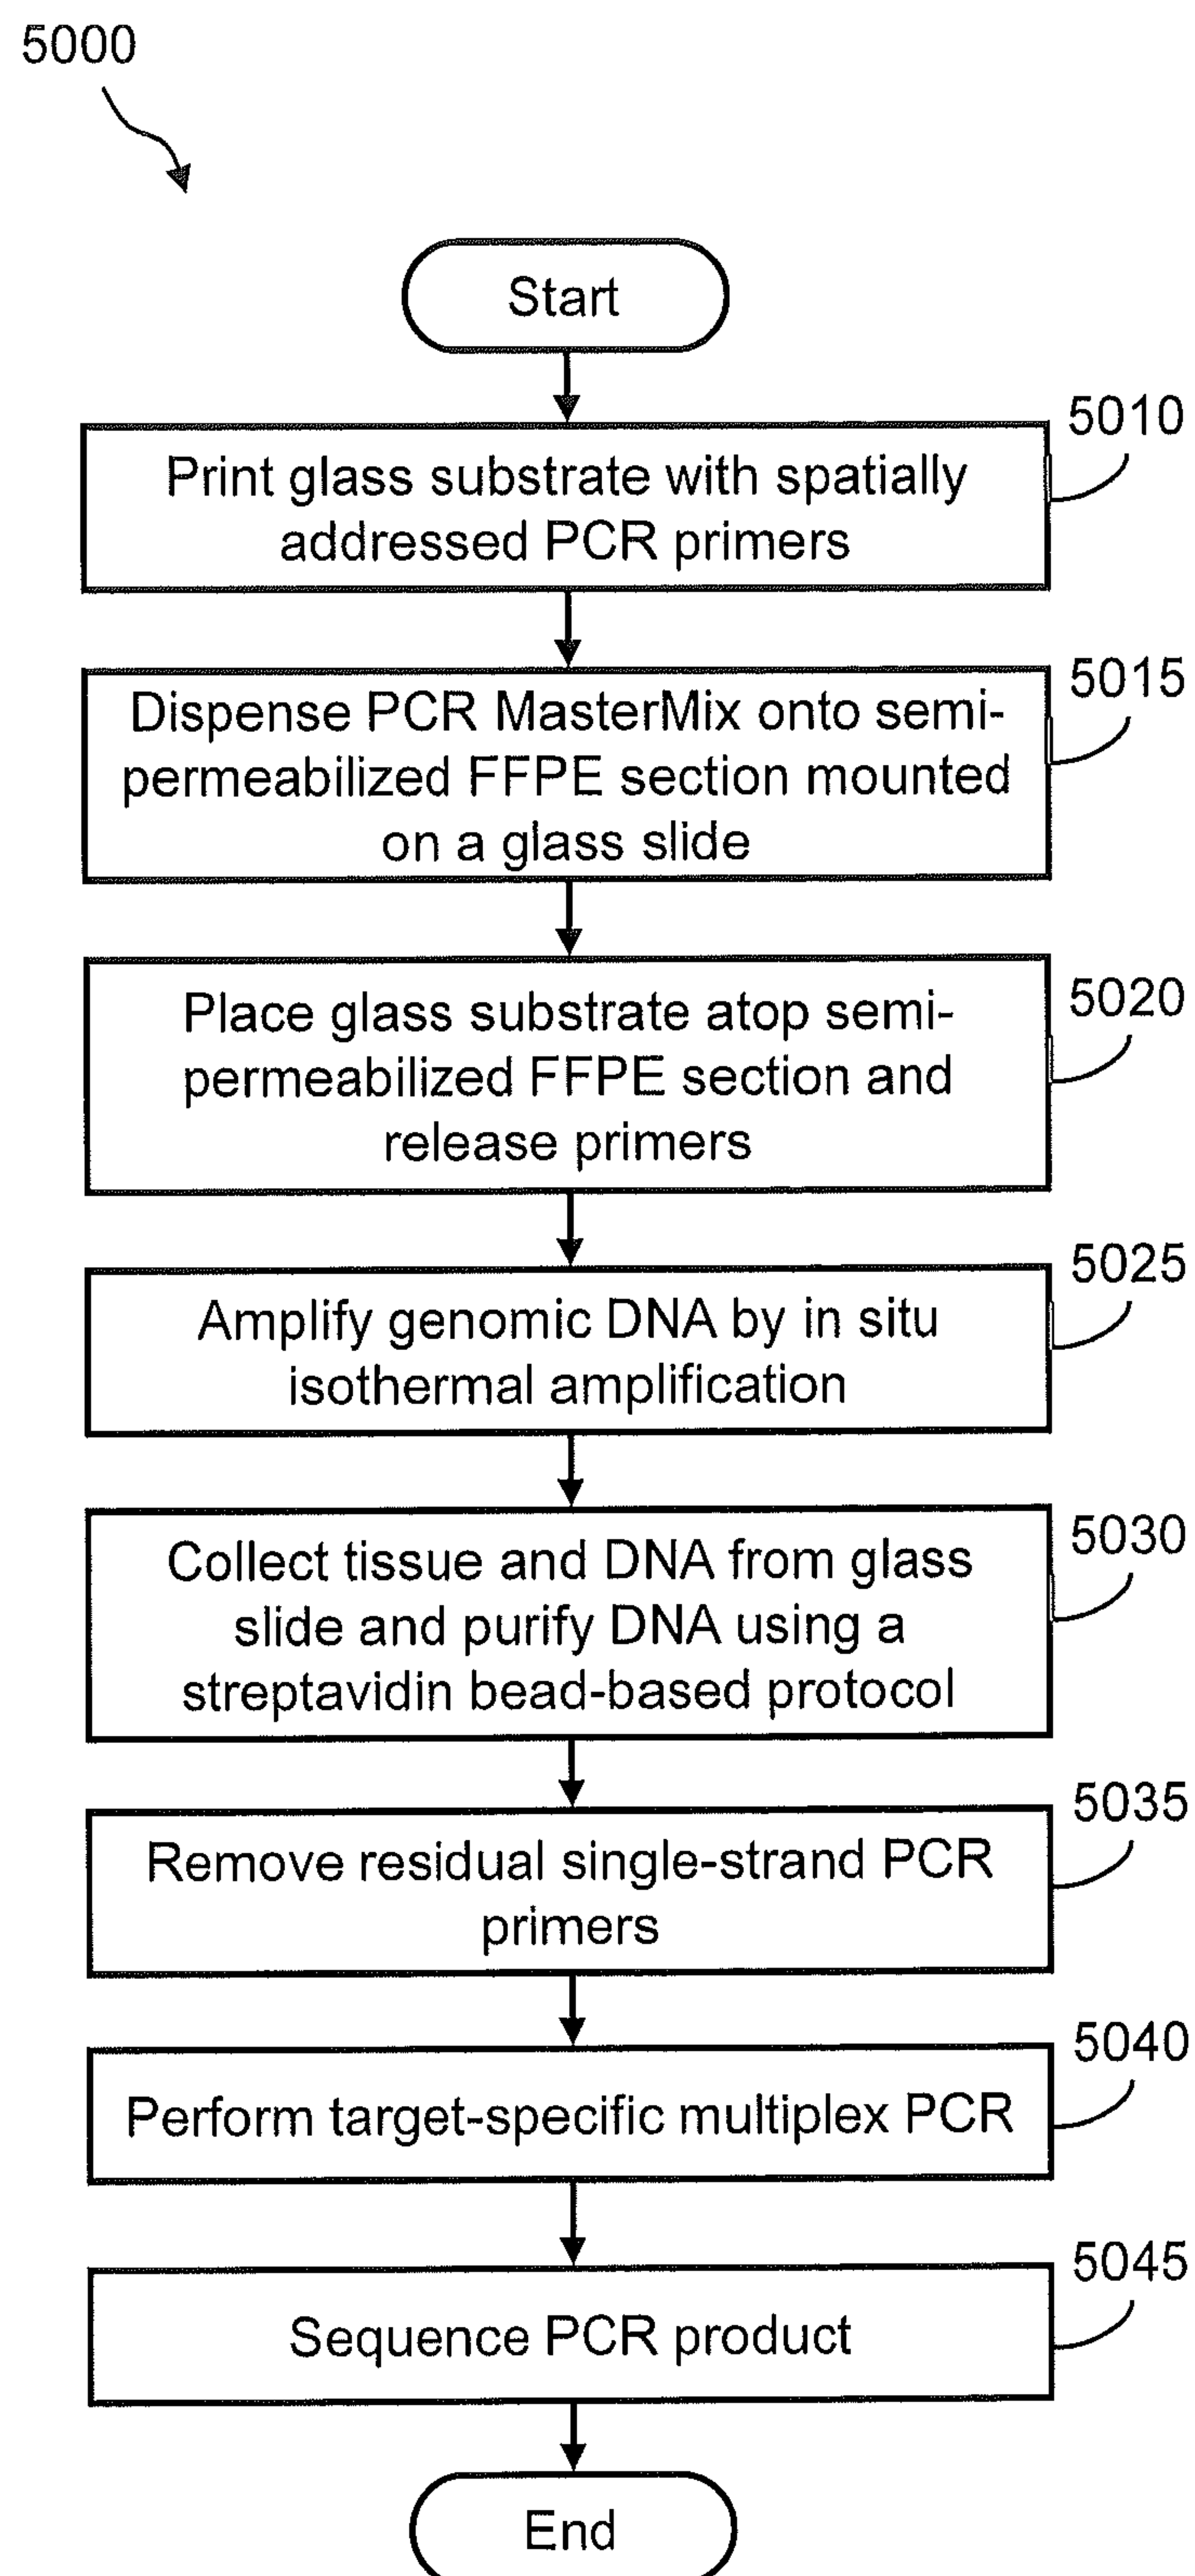 5000
Start
5010
Print glass substrate with spatially
addressed PCR primers
5015
Dispense PCR MasterMix onto semi-
permeabilized FFPE section mounted
on a glass slide
5020
Place glass substrate atop semi-
permeabilized FFPE section and
release primers
5025
Amplify genomic DNA by in situ
isothermal amplification
5030
Collect tissue and DNA from glass
slide and purify DNA using a
streptavidin bead-based protocol
5035
Remove residual single-strand PCR
primers
5040
Perform target-specific multiplex PCR
5045
Sequence PCR product
End